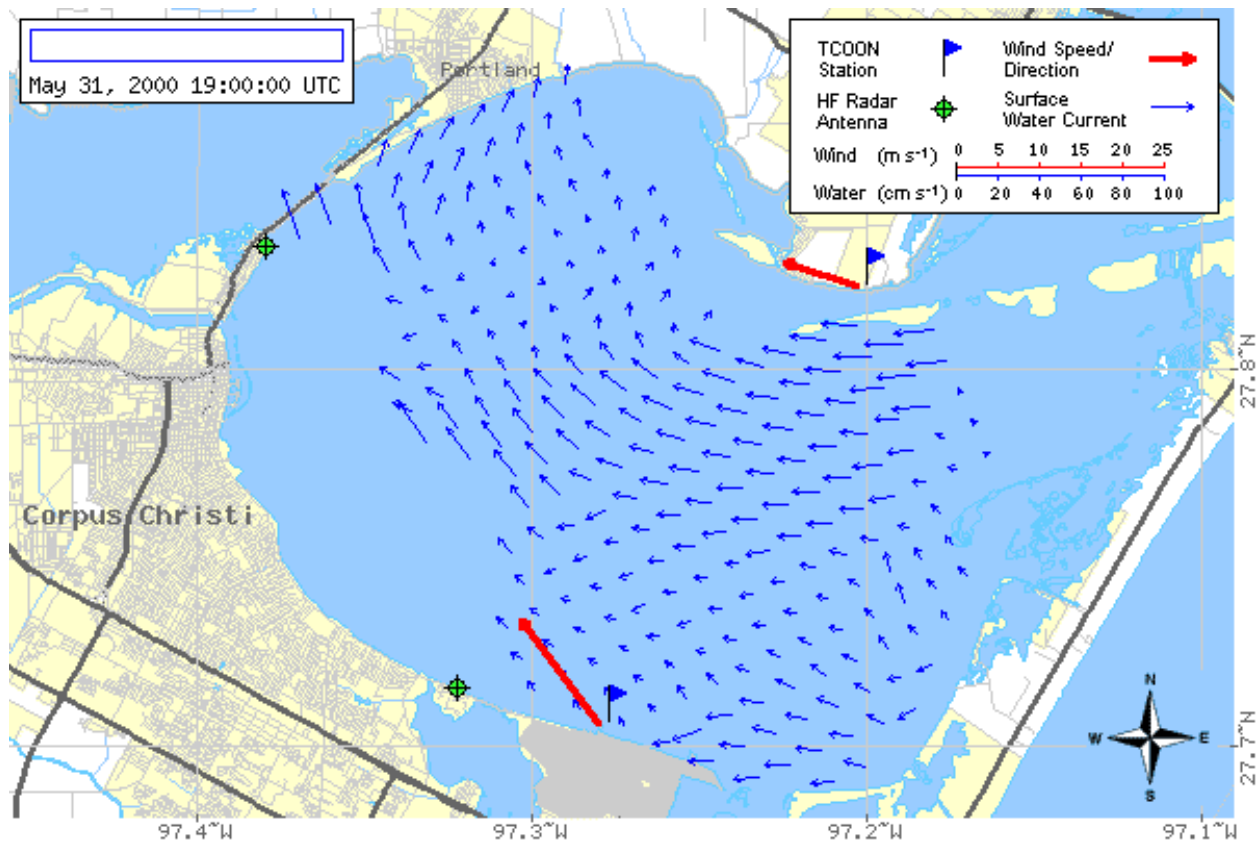 May 31, 2000 19:00:00 UTC
Portland
TCOON
Station
Wind Speed/
Direction
HF Radar
Antenna
Surface
Water Current
Wind (m s-1) 0 5 10 15 20 25
Water (cm s-1) 0 20 40 60 80 100
27.8~N
Corpus Christi
N
W E
S
27.7~N
97.4~W 97.3~W 97.2~W 97.1~W